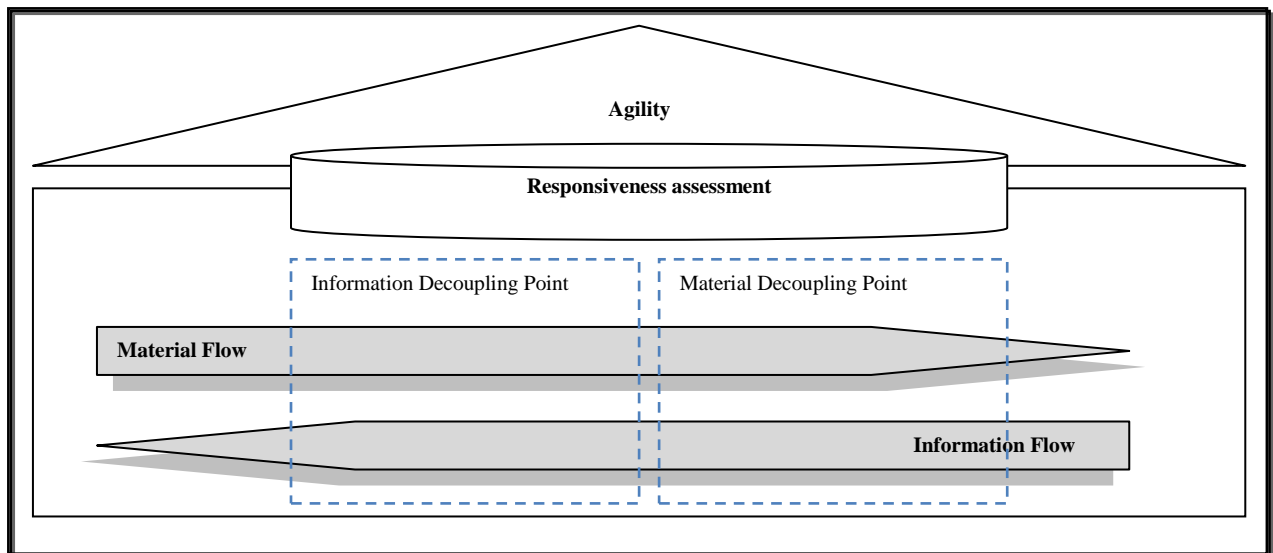 Agility
Responsiveness assessment
Information Decoupling Point
Material Decoupling Point
Material Flow
Information Flow